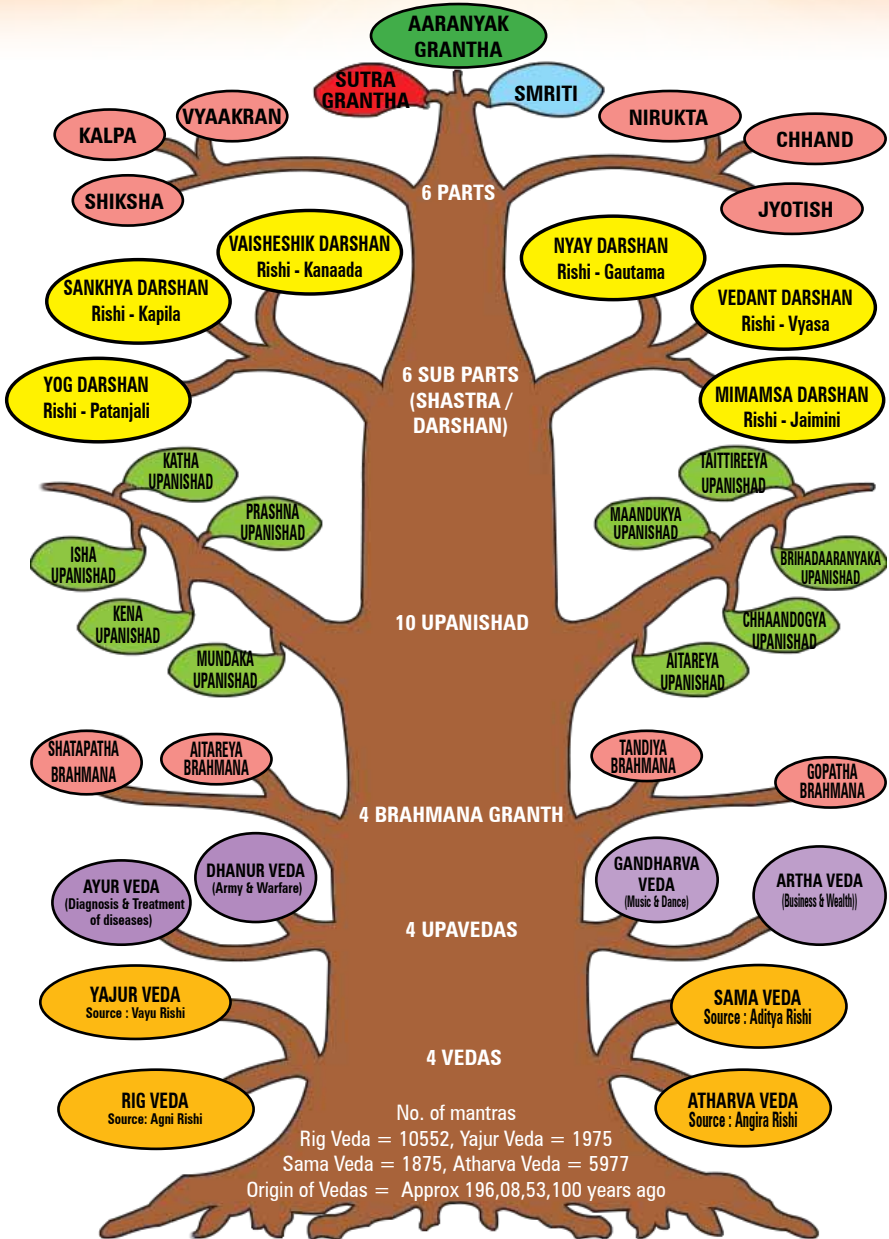 AARANYAK
GRANTHA
SUTRA
GRANTHA
SMRITI
KALPA
VYAAKRAN
SHIKSHA
NIRUKTA
CHHAND
JYOTISH
6 PARTS
VAISHESHIK DARSHAN
Rishi - Kanaada
SANKHYA DARSHAN
Rishi - Kapila
YOG DARSHAN
Rishi - Patanjali
NYAY DARSHAN
Rishi - Gautama
VEDANT DARSHAN
Rishi - Vyasa
MIMAMSA DARSHAN
Rishi - Jaimini
6 SUB PARTS
(SHASTRA /
DARSHAN)
KATHA
UPANISHAD
PRASHNA
UPANISHAD
ISHA
UPANISHAD
KENA
UPANISHAD
MUNDAKA
UPANISHAD
TAITTIREEYA
UPANISHAD
MAANDUKYA
UPANISHAD
BRIHADAARANYAKA
UPANISHAD
CHHAANDOGYA
UPANISHAD
AITAREYA
UPANISHAD
10 UPANISHAD
SHATAPATHA
BRAHMANA
AITAREYA
BRAHMANA
TANDIYA
BRAHMANA
GOPATHA
BRAHMANA
4 BRAHMANA GRANTH
AYUR VEDA
(Diagnosis & Treatment
of diseases)
DHANUR VEDA
(Army & Warfare)
GANDHARVA
VEDA
(Music & Dance)
ARTHA VEDA
(Business & Wealth))
4 UPAVEDAS
YAJUR VEDA
Source : Vayu Rishi
SAMA VEDA
Source : Aditya Rishi
4 VEDAS
RIG VEDA
Source: Agni Rishi
ATHARVA VEDA
Source : Angira Rishi
No. of mantras
Rig Veda = 10552, Yajur Veda = 1975
Sama Veda = 1875, Atharva Veda = 5977
Origin of Vedas = Approx 196,08,53,100 years ago